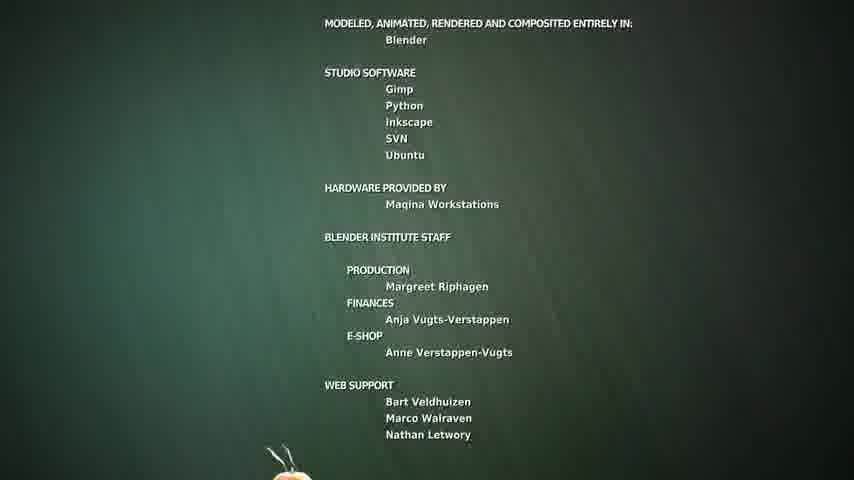 MODELED, ANIMATED, RENDERED AND COMPOSITED ENTIRELY IN:
Blender
STUDIO SOFTWARE
Gimp
Python
Inkscape
SVN
Ubuntu
HARDWARE PROVIDED BY
Maqina Workstations
BLENDER INSTITUTE STAFF
PRODUCTION
Margreet Riphagen
FINANCES
Anja Vugts-Verstappen
E-SHOP
Anne Verstappen-Vugts
WEB SUPPORT
Bart Veldhuizen
Marco Walraven
Nathan Letwory